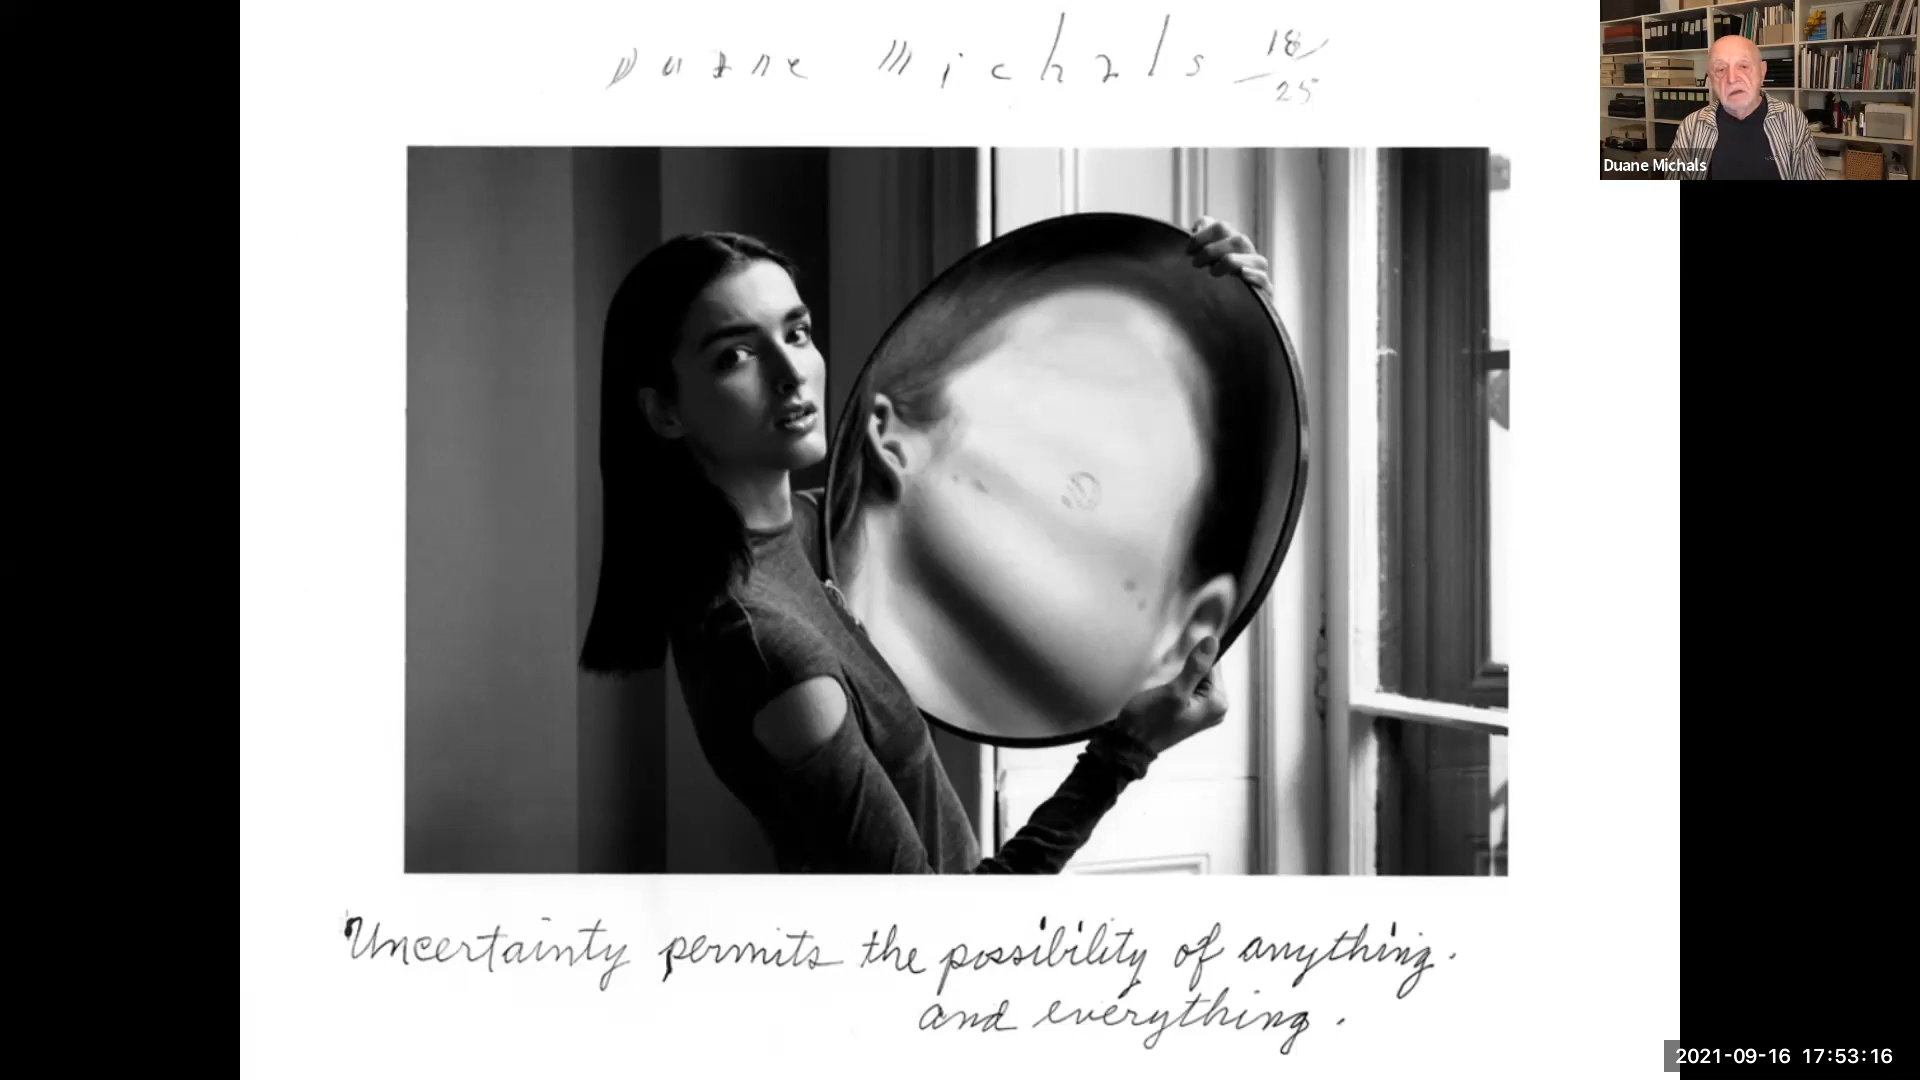 Duane Michals 18/25
Duane Michals
Uncertainty permits the possibility of anything.
and everything.
2021-09-16 17:53:16